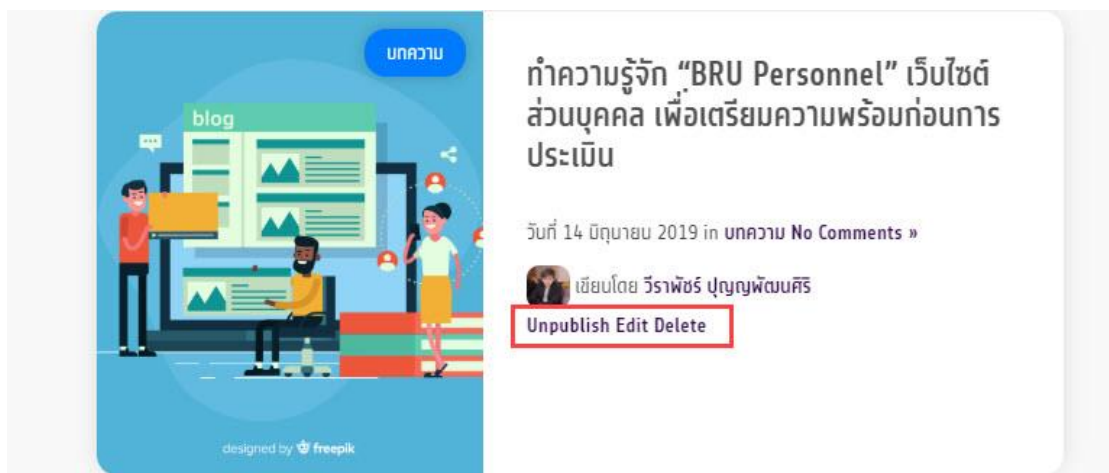 บทความ
blog
designed by freepik
ทำความรู้จัก “BRU Personnel” เว็บไซต์
ส่วนบุคคล เพื่อเตรียมความพร้อมก่อนการ
ประเมิน
วันที่ 14 มิถุนายน 2019 in บทความ No Comments »
เขียนโดย วีราพัชร์ ปุญญพัฒนศิริ
Unpublish Edit Delete